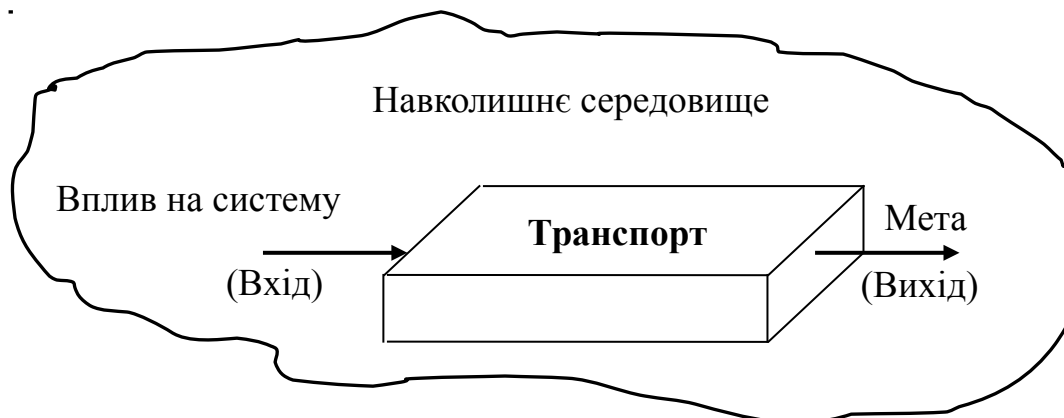 Навколишнє середовище
Вплив на систему
(Вхід)
Транспорт
Мета
(Вихід)